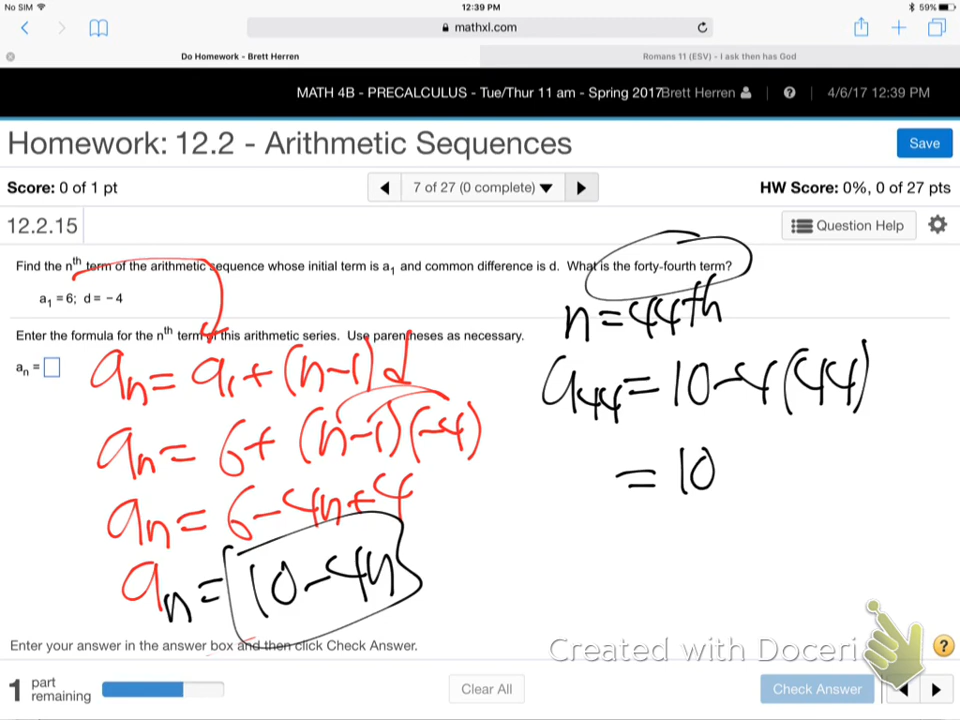 No SIM 12:39 PM 59%
mathxl.com
Do Homework - Brett Herren Romans 11 (ESV) - I ask then has God
MATH 4B - PRECALCULUS - Tue/Thur 11 am - Spring 2017 Brett Herren ? 4/6/17 12:39 PM
Homework: 12.2 - Arithmetic Sequences Save
Score: 0 of 1 pt 7 of 27 (0 complete) HW Score: 0%, 0 of 27 pts
12.2.15 Question Help
Find the nth term of the arithmetic sequence whose initial term is a1 and common difference is d. What is the forty-fourth term?
a1 = 6; d = − 4
n = 44th
Enter the formula for the nth term of this arithmetic series. Use parentheses as necessary.
an =
an = a1 + (n−1)d
a44 = 10−4(44)
an = 6+ (n−1)(−4)
= 10
an = 6−4n+4
an = 10−4n
Enter your answer in the answer box and then click Check Answer.
Created with Doceri
?
1 part remaining Clear All Check Answer